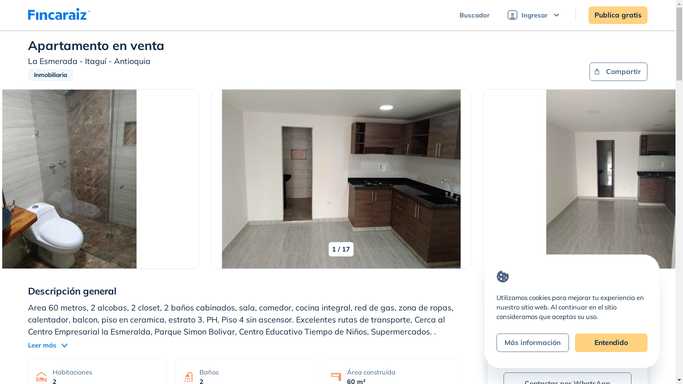 Fincaraiz
Buscador
Ingresar
Publica gratis
Apartamento en venta
La Esmerada - Itaguí - Antioquia
Inmobiliaria
Compartir
1 / 17
Descripción general
Area 60 metros, 2 alcobas, 2 closet, 2 baños cabinados, sala, comedor, cocina integral, red de gas, zona de ropas,
calentador, balcon, piso en ceramica, estrato 3, PH, Piso 4 sin ascensor. Excelentes rutas de transporte, Cerca al
Centro Empresarial la Esmeralda, Parque Simon Bolivar, Centro Educativo Tiempo de Niños, Supermercados. .
Leer más
Habitaciones
2
Baños
2
Área construida
60 m²
Utilizamos cookies para mejorar tu experiencia en
nuestro sitio web. Al continuar en el sitio
consideramos que aceptas su uso.
Más información
Entendido
Contactar por WhatsApp